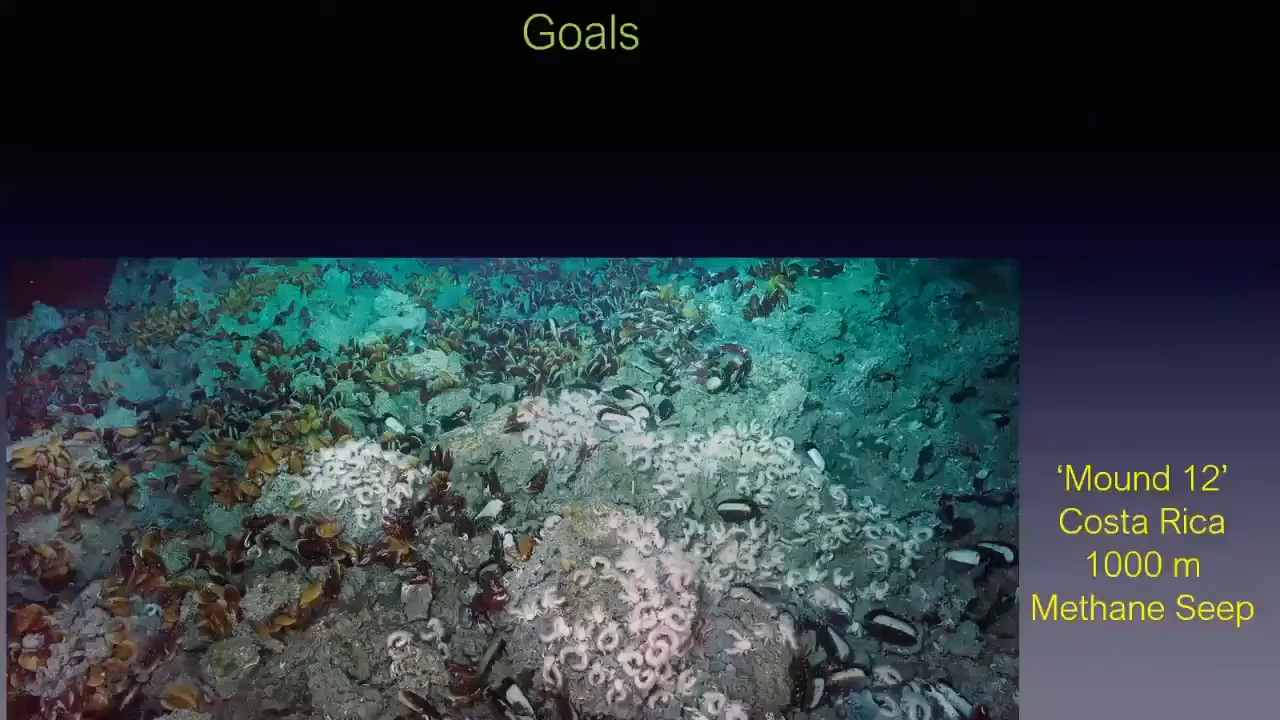 Goals
‘Mound 12’
Costa Rica
1000 m
Methane Seep